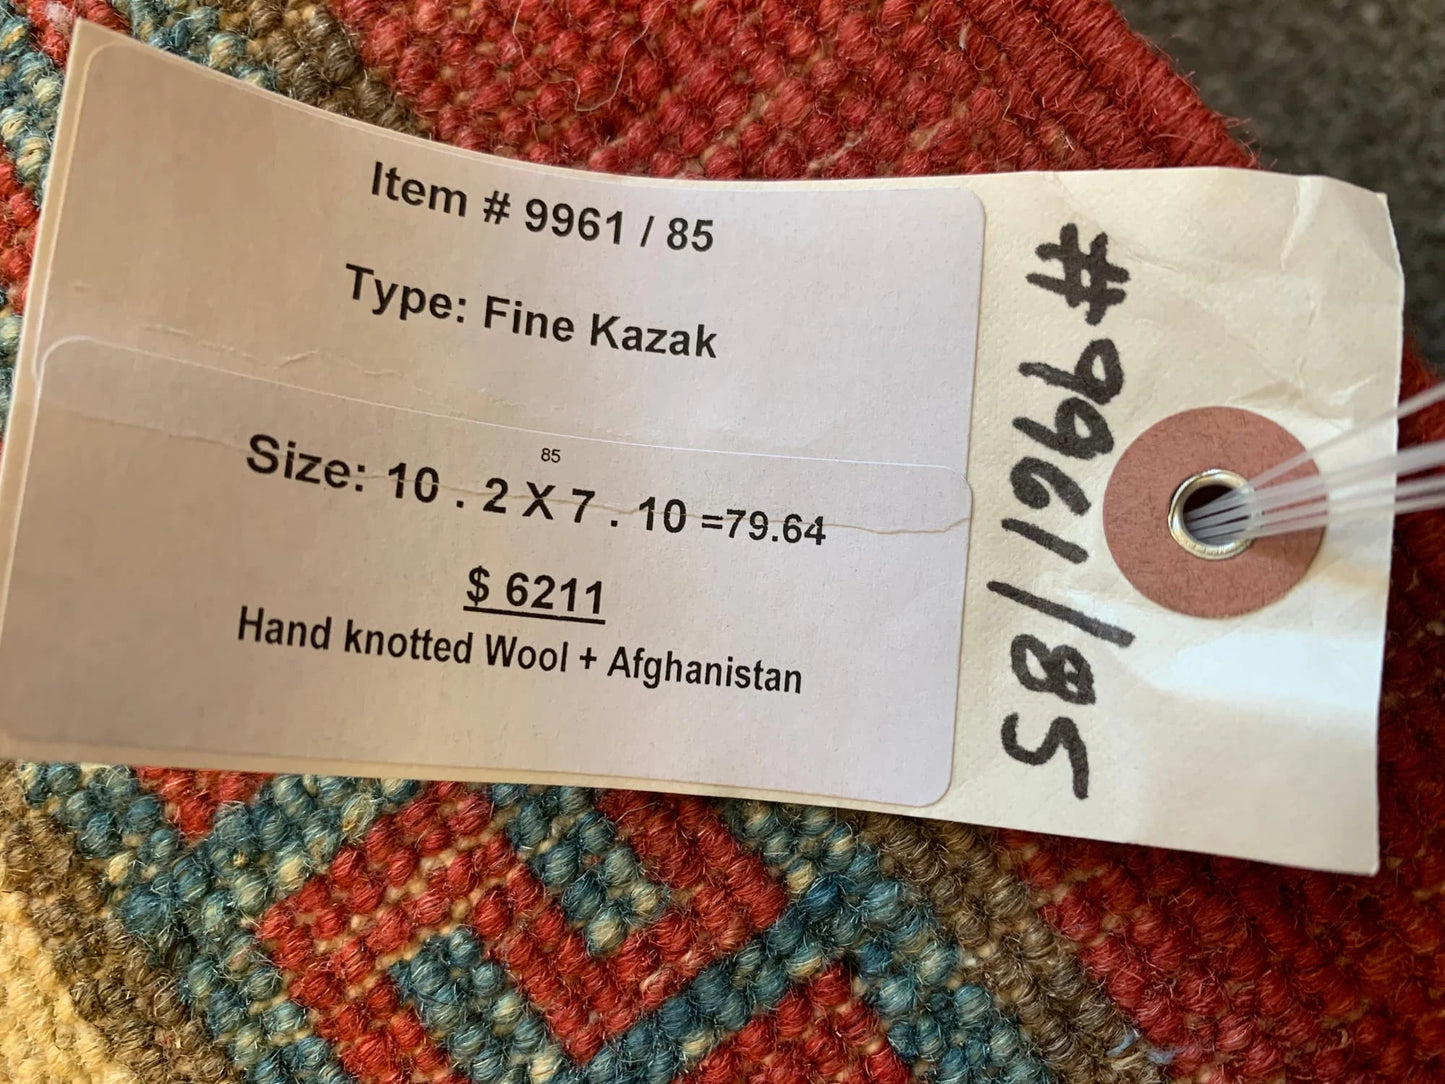 Item # 9961 / 85
Type: Fine Kazak
85
Size: 10 . 2 X 7 . 10 =79.64
$ 6211
Hand knotted Wool + Afghanistan
#9961/85